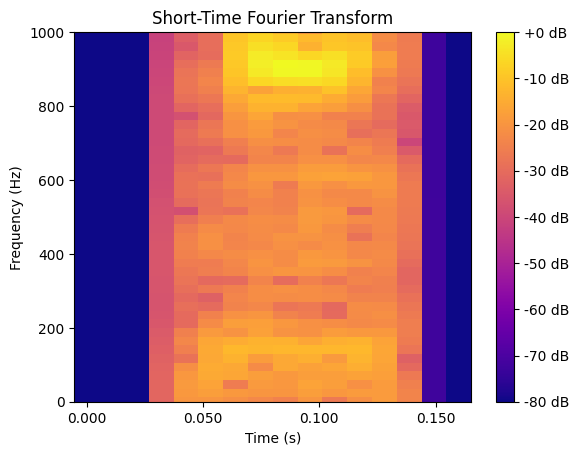 Short-Time Fourier Transform
1000
800
600
400
200
0
Frequency (Hz)
0.000
0.050
0.100
0.150
Time (s)
+0 dB
-10 dB
-20 dB
-30 dB
-40 dB
-50 dB
-60 dB
-70 dB
-80 dB